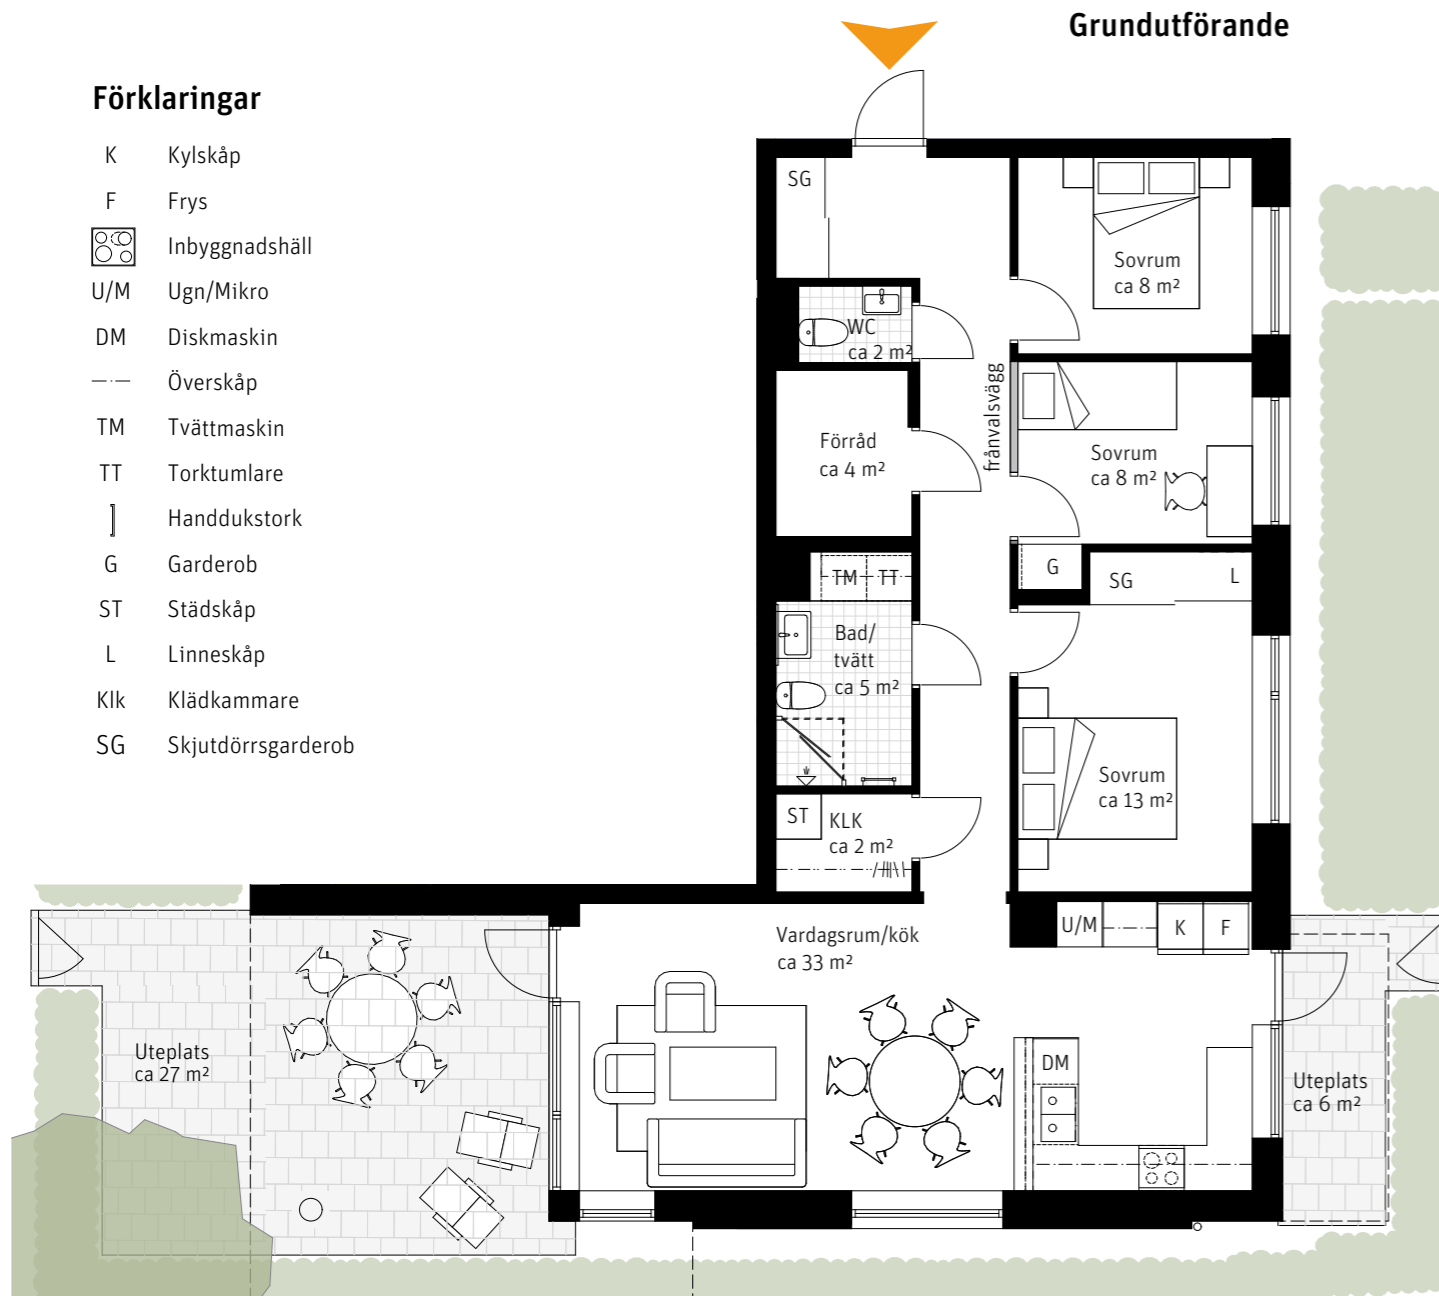 Grundutförande
Förklaringar
K Kylskåp
F Frys
Inbyggnadshäll
U/M Ugn/Mikro
DM Diskmaskin
Överskåp
TM Tvättmaskin
TT Torktumlare
Handdukstork
G Garderob
ST Städskåp
L Linneskåp
Klk Klädkammare
SG Skjutdörrsgarderob
SG
Sovrum
ca 8 m²
WC
ca 2 m²
frånvalsvägg
Förråd
ca 4 m²
Sovrum
ca 8 m²
TM TT
G
SG
L
Bad/
tvätt
ca 5 m²
Sovrum
ca 13 m²
ST
KLK
ca 2 m²
Vardagsrum/kök
ca 33 m²
U/M
K
F
Uteplats
ca 27 m²
DM
Uteplats
ca 6 m²